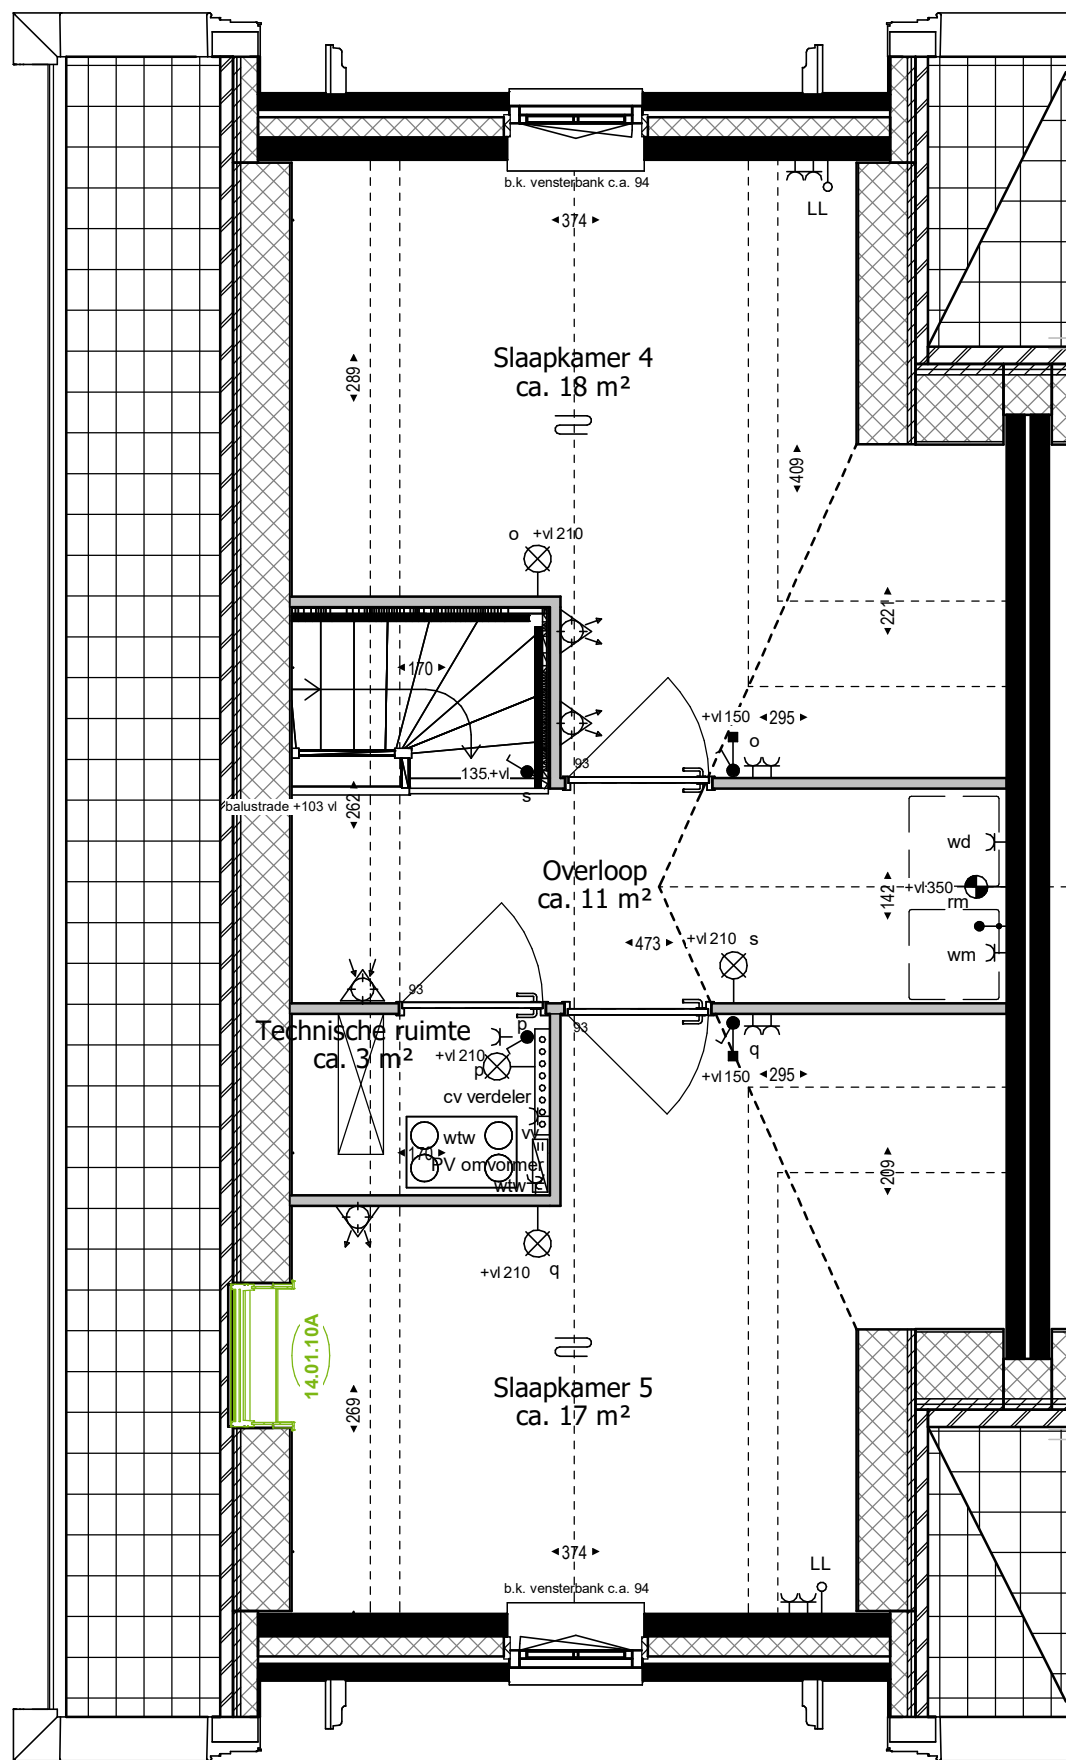 b.k. vensterbank c.a. 94
374
LL
Slaapkamer 4
ca. 18 m²
289
409
o +vl 210
221
170
+vl 150 295
o
93
135 +vl
s
balustrade +103 vl
262
wd
Overloop
ca. 11 m²
142
+vl 350
rm
473
+vl 210 s
wm
93
Technische ruimte
ca. 3 m²
p
93
+vl 210
p
q
+vl 150 295
cv verdeler
wtw
vv
170
PV omvormer
wtw
209
+vl 210 q
14.01.10A
Slaapkamer 5
ca. 17 m²
269
374
LL
b.k. vensterbank c.a. 94